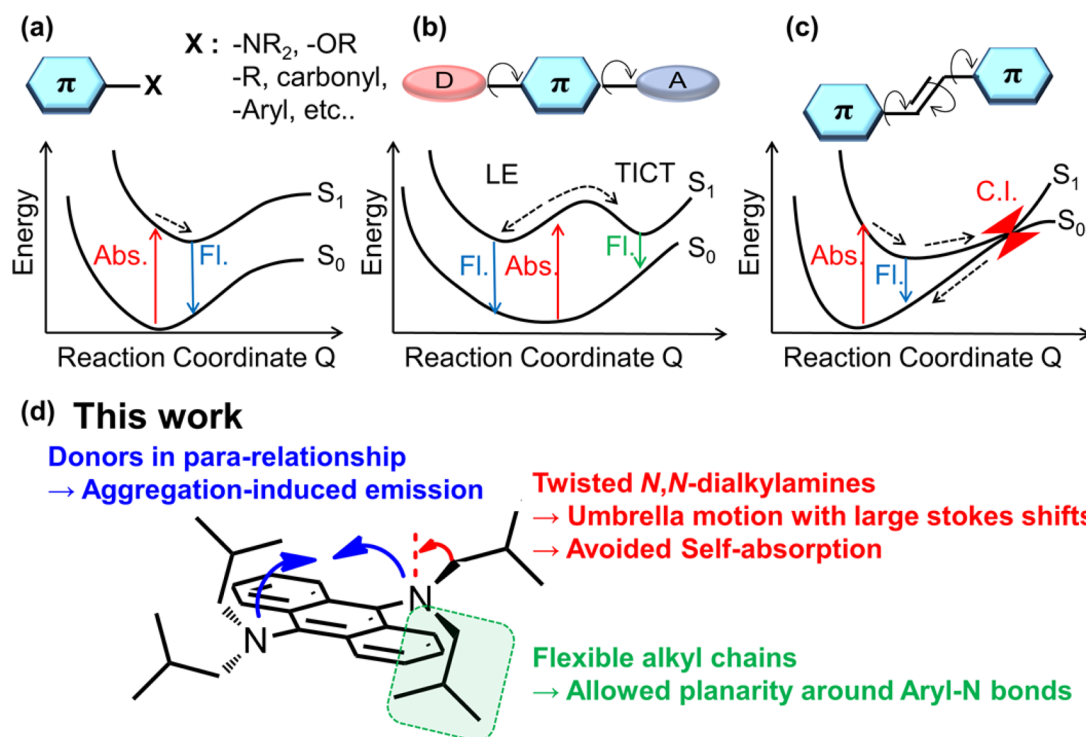 (a)
π X
X : -NR2, -OR
-R, carbonyl,
-Aryl, etc..
Energy
Abs.
Fl.
S1
S0
Reaction Coordinate Q
(b)
D π A
LE TICT
Energy
Fl.
Abs.
Fl.
S1
S0
Reaction Coordinate Q
(c)
π π
Energy
Abs.
Fl.
C.I.
S1
S0
Reaction Coordinate Q
(d) This work
Donors in para-relationship
→ Aggregation-induced emission
Twisted N,N-dialkylamines
→ Umbrella motion with large stokes shifts
→ Avoided Self-absorption
N
N
Flexible alkyl chains
→ Allowed planarity around Aryl-N bonds